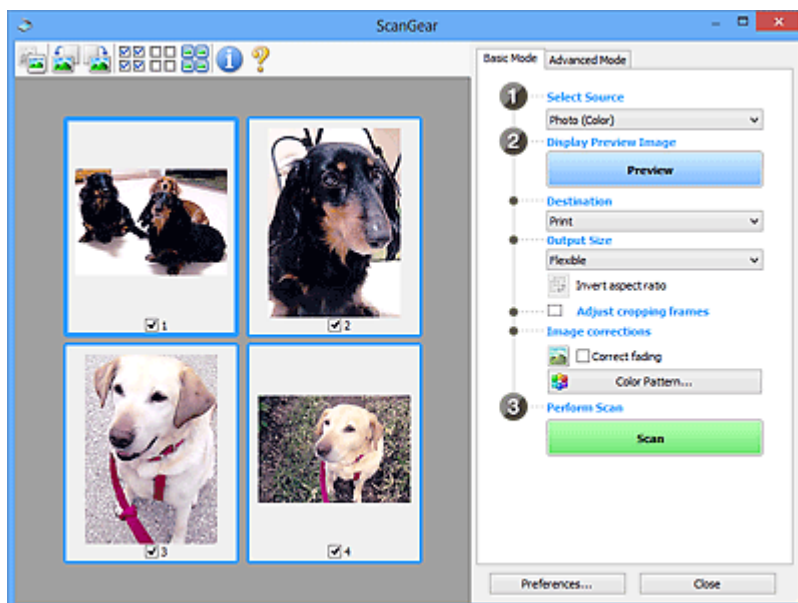 ScanGear
Basic Mode
Advanced Mode
1
Select Source
Photo (Color)
2
Display Preview Image
Preview
Destination
Print
Output Size
Flexible
Invert aspect ratio
Adjust cropping frames
Image corrections
Correct fading
Color Pattern...
3
Perform Scan
Scan
1
2
3
4
Preferences...
Close